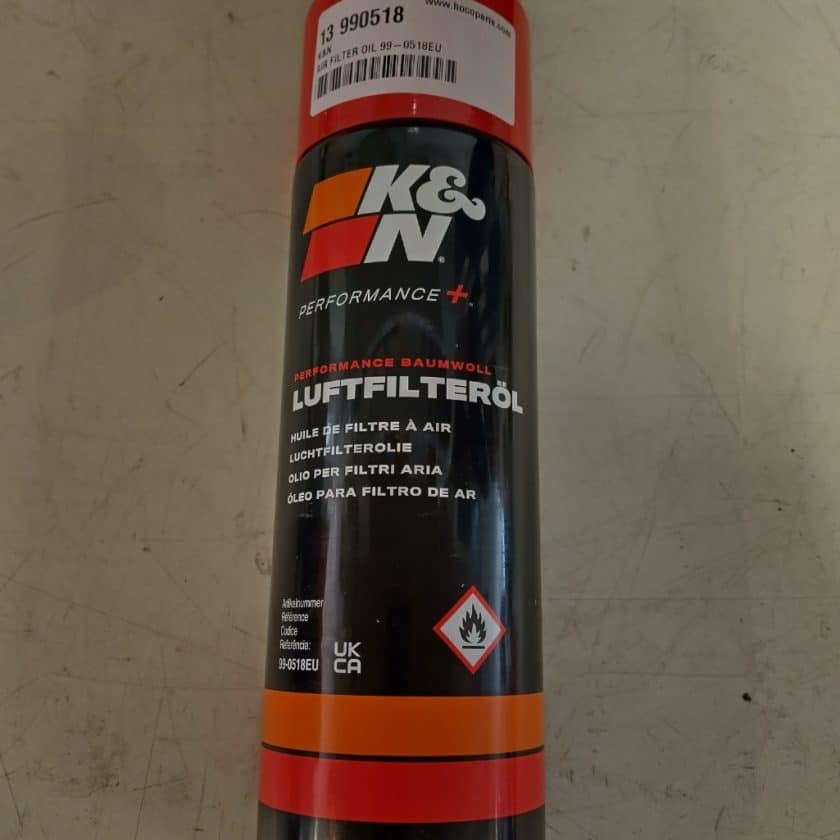 www.hocoparts.com
13 990518
K&N
AIR FILTER OIL 99-0518EU
K&
N®
PERFORMANCE +™
PERFORMANCE BAUMWOLL
LUFTFILTERÖL
HUILE DE FILTRE À AIR
LUCHTFILTEROLIE
OLIO PER FILTRI ARIA
ÓLEO PARA FILTRO DE AR
Artikelnummer
Référence
Codice
Referência:
99-0518EU
UK
CA